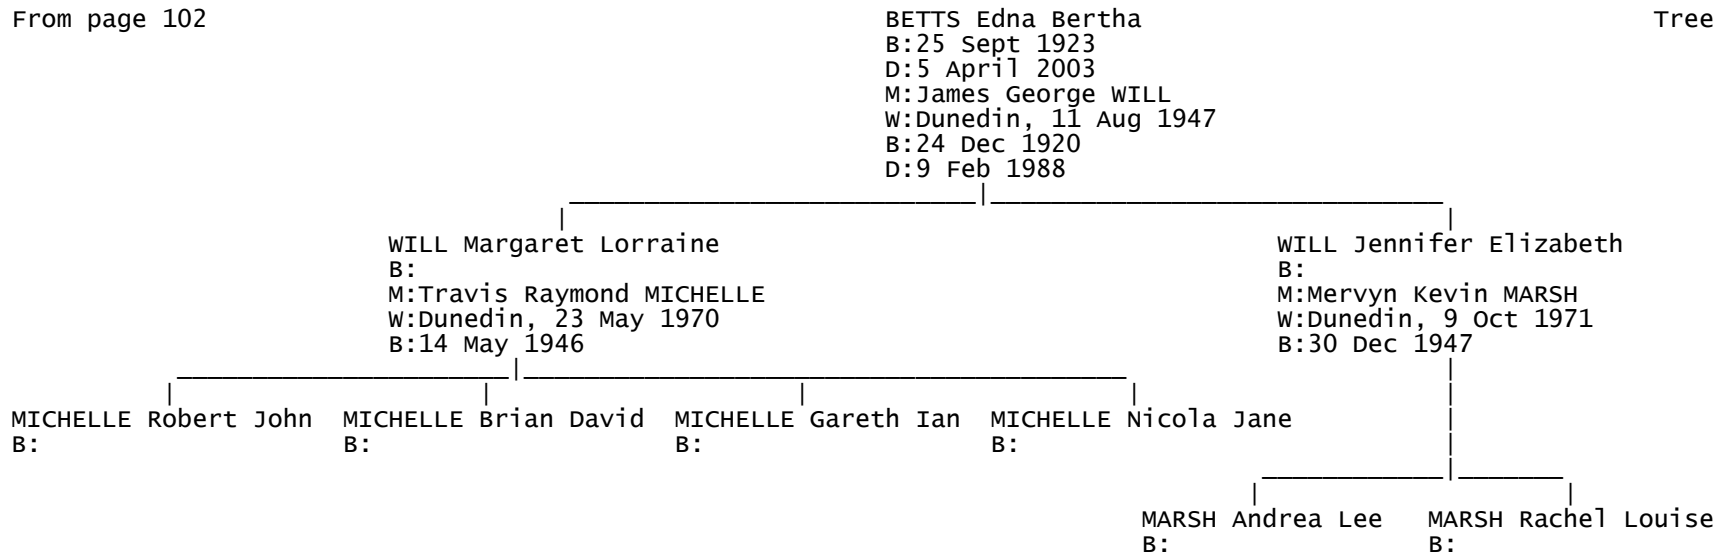 From page 102 BETTS Edna Bertha Tree
B:25 Sept 1923
D:5 April 2003
M:James George WILL
W:Dunedin, 11 Aug 1947
B:24 Dec 1920
D:9 Feb 1988
WILL Margaret Lorraine WILL Jennifer Elizabeth
B: B:
M:Travis Raymond MICHELLE M:Mervyn Kevin MARSH
W:Dunedin, 23 May 1970 W:Dunedin, 9 Oct 1971
B:14 May 1946 B:30 Dec 1947
MICHELLE Robert John MICHELLE Brian David MICHELLE Gareth Ian MICHELLE Nicola Jane
B: B: B: B:
MARSH Andrea Lee MARSH Rachel Louise
B: B: